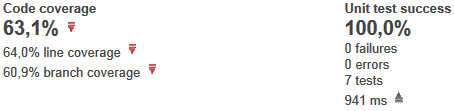 Code coverage
63,1%
64,0% line coverage
60,9% branch coverage
Unit test success
100,0%
0 failures
0 errors
7 tests
941 ms